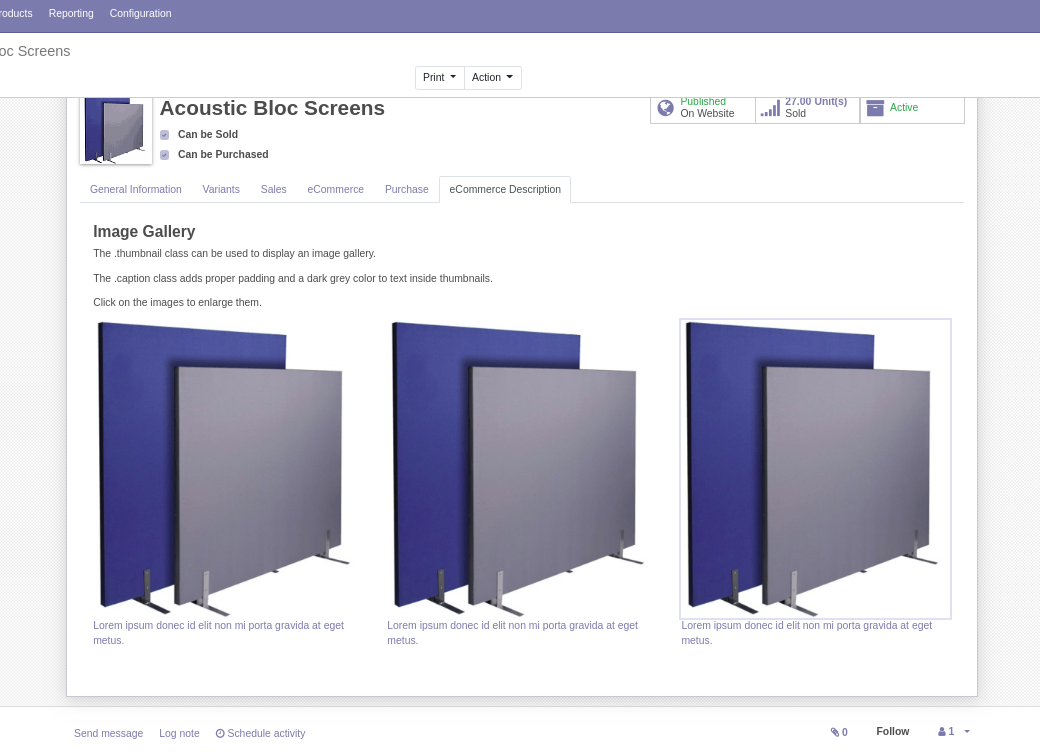 Reporting Configuration
Screens
Print Action
Acoustic Bloc Screens
Can be Sold
Can be Purchased
Published
On Website
27.00 Unit(s)
Sold
Active
General Information Variants Sales eCommerce Purchase eCommerce Description
Image Gallery
The .thumbnail class can be used to display an image gallery.
The .caption class adds proper padding and a dark grey color to text inside thumbnails.
Click on the images to enlarge them.
Lorem ipsum donec id elit non mi porta gravida at eget
metus.
Lorem ipsum donec id elit non mi porta gravida at eget
metus.
Lorem ipsum donec id elit non mi porta gravida at eget
metus.
Send message Log note Schedule activity 0 Follow 1